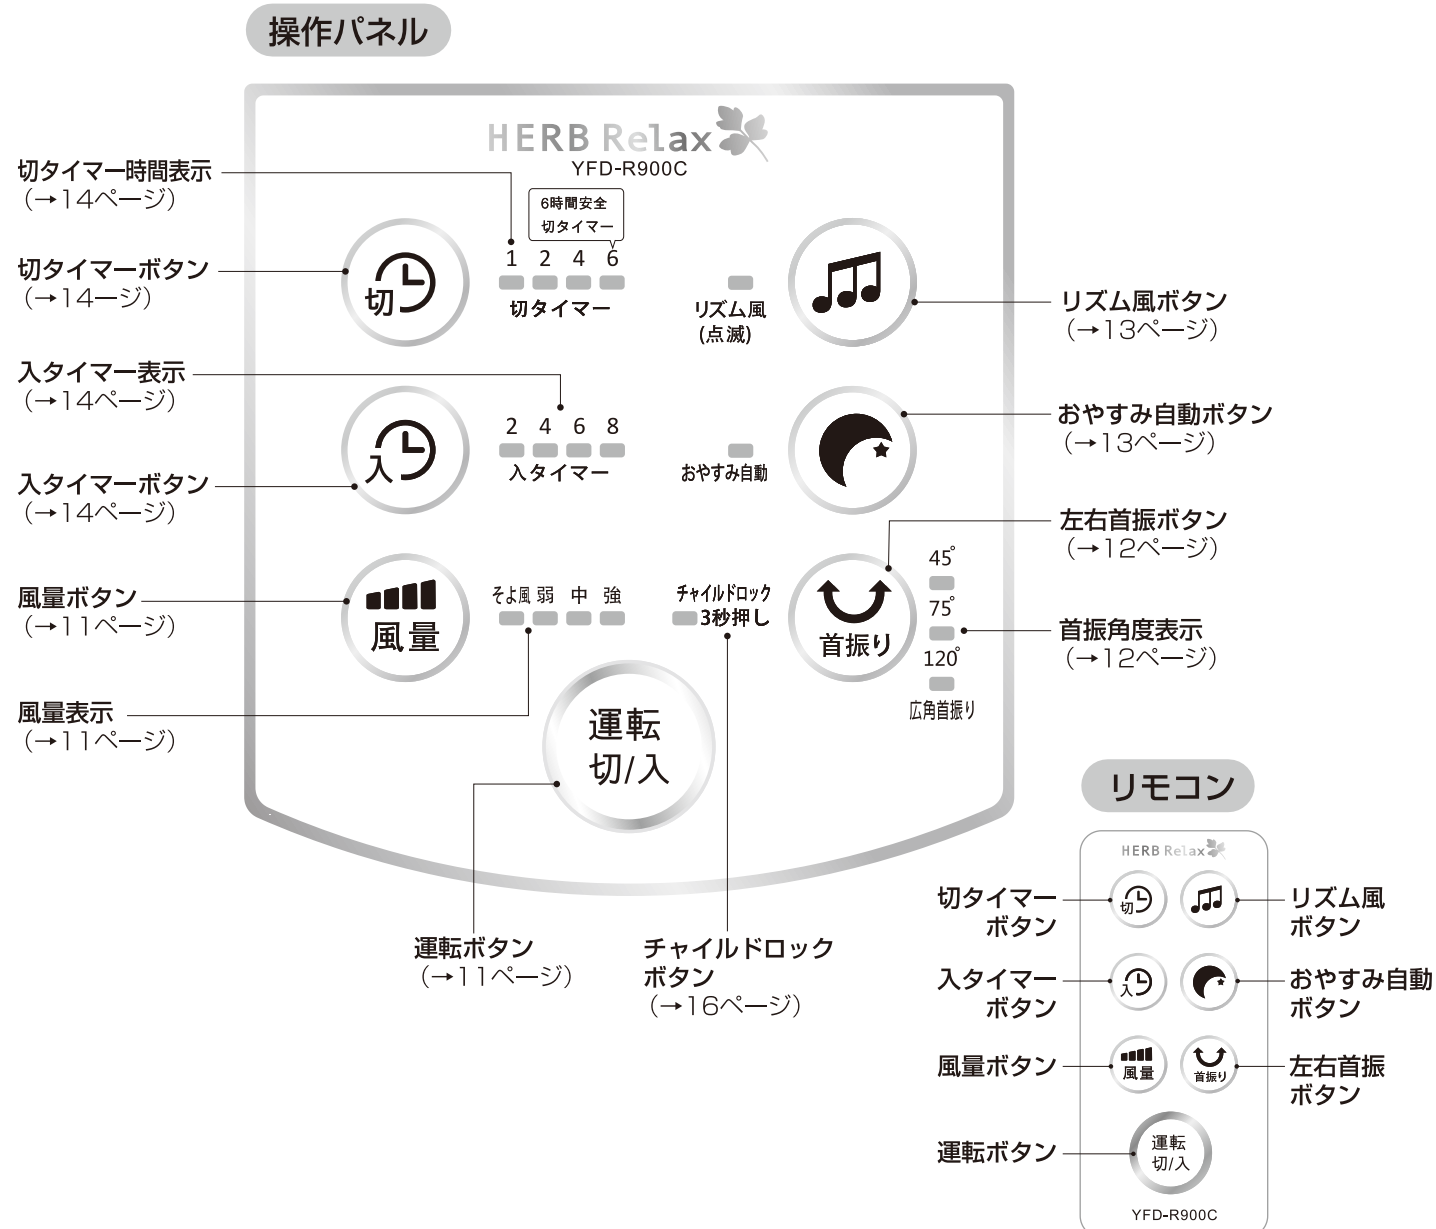 操作パネル
HERB Relax
YFD-R900C
切タイマー時間表示
（→14ページ）
切タイマーボタン
（→14ージ）
入タイマー表示
（→14ページ）
入タイマーボタン
（→14ページ）
風量ボタン
（→11ページ）
風量表示
（→11ページ）
切
6時間安全
切タイマー
1 2 4 6
切タイマー
入
2 4 6 8
入タイマー
風量
そよ風 弱 中 強
リズム風
(点滅)
おやすみ自動
チャイルドロック
3秒押し
首振り
45°
75°
120°
広角首振り
運転
切/入
リズム風ボタン
（→13ページ）
おやすみ自動ボタン
（→13ページ）
左右首振ボタン
（→12ページ）
首振角度表示
（→12ページ）
運転ボタン
（→11ページ）
チャイルドロック
ボタン
（→16ページ）
リモコン
HERB Relax
切タイマー
ボタン
切
リズム風
ボタン
入タイマー
ボタン
入
おやすみ自動
ボタン
風量ボタン
風量
首振り
左右首振
ボタン
運転ボタン
運転
切/入
YFD-R900C